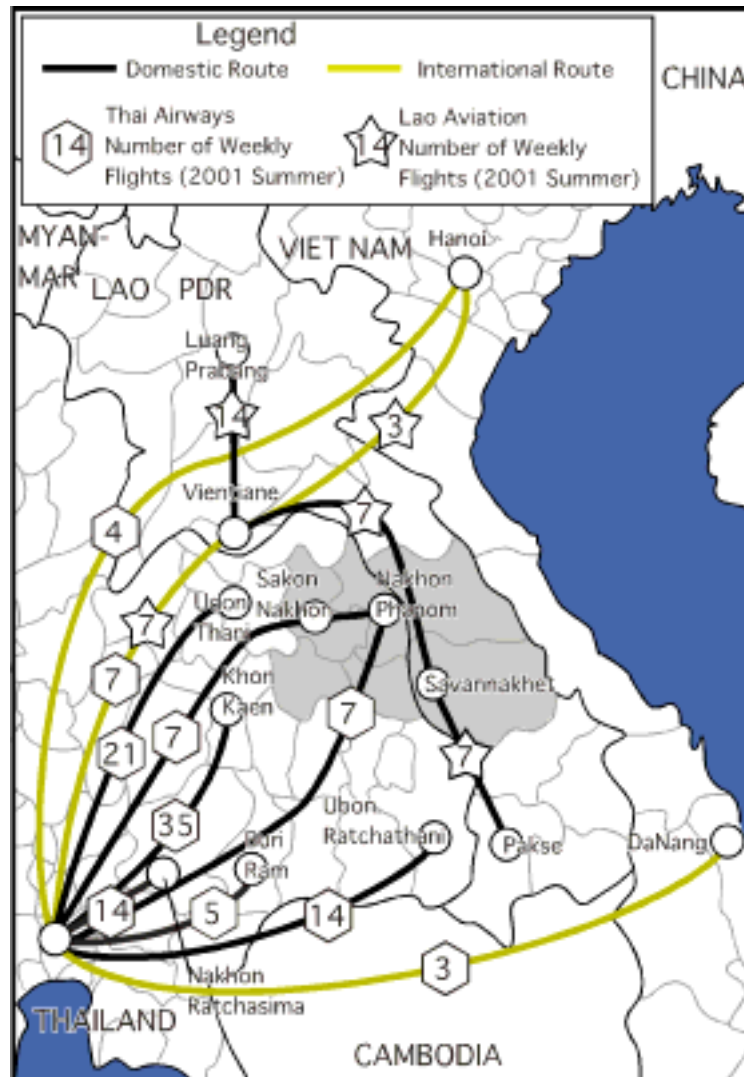 Legend
Domestic Route
International Route
14
Thai Airways
Number of Weekly
Flights (2001 Summer)
14
Lao Aviation
Number of Weekly
Flights (2001 Summer)
CHINA
MYAN-
MAR
LAO PDR
VIET NAM
Hanoi
Luang
Prabang
14
3
Vientiane
7
4
Udon
Thani
Sakon
Nakhon
Nakhon
Phanom
7
7
Khon
Kaen
Savannakhet
7
21
7
7
35
Buri
Ram
Ubon
Ratchathani
Pakse
DaNang
14
5
14
3
Nakhon
Ratchasima
THAILAND
CAMBODIA